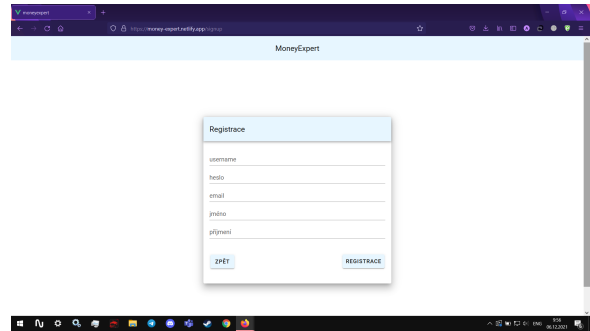 moneyexpert
https://money-expert.netlify.app/signup
MoneyExpert
Registrace
username
heslo
email
jméno
příjmení
ZPĚT
REGISTRACE
ENG
9:56
06.12.2021